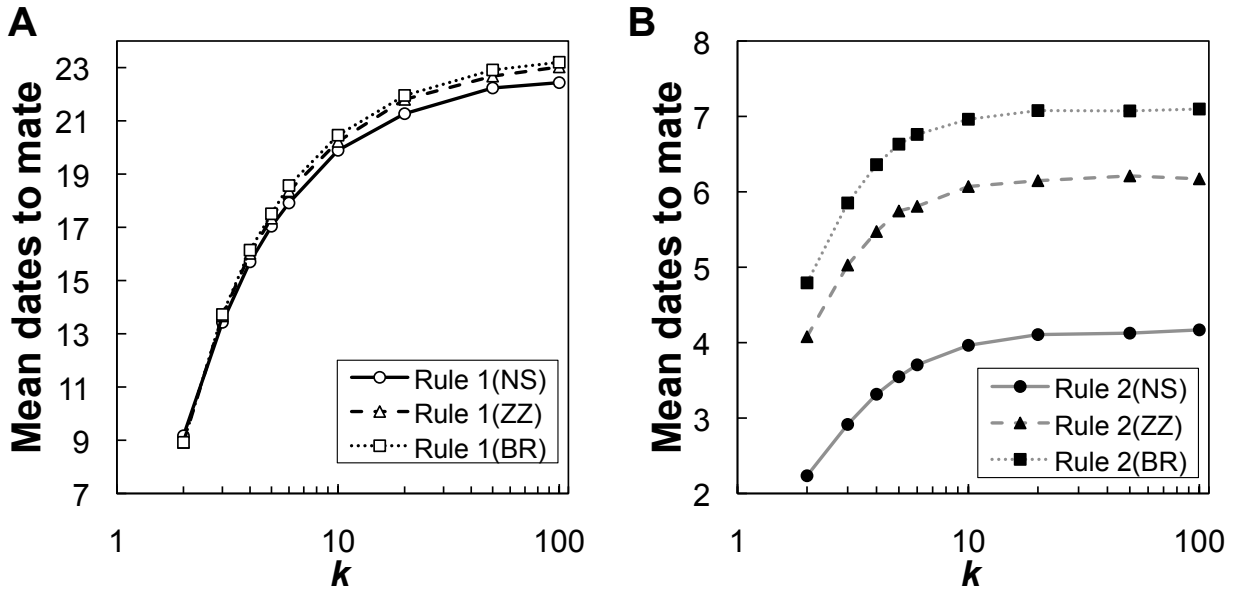 A
Mean dates to mate
23
21
19
17
15
13
11
9
7
1
10
100
k
Rule 1(NS)
Rule 1(ZZ)
Rule 1(BR)
B
Mean dates to mate
8
7
6
5
4
3
2
1
10
100
k
Rule 2(NS)
Rule 2(ZZ)
Rule 2(BR)